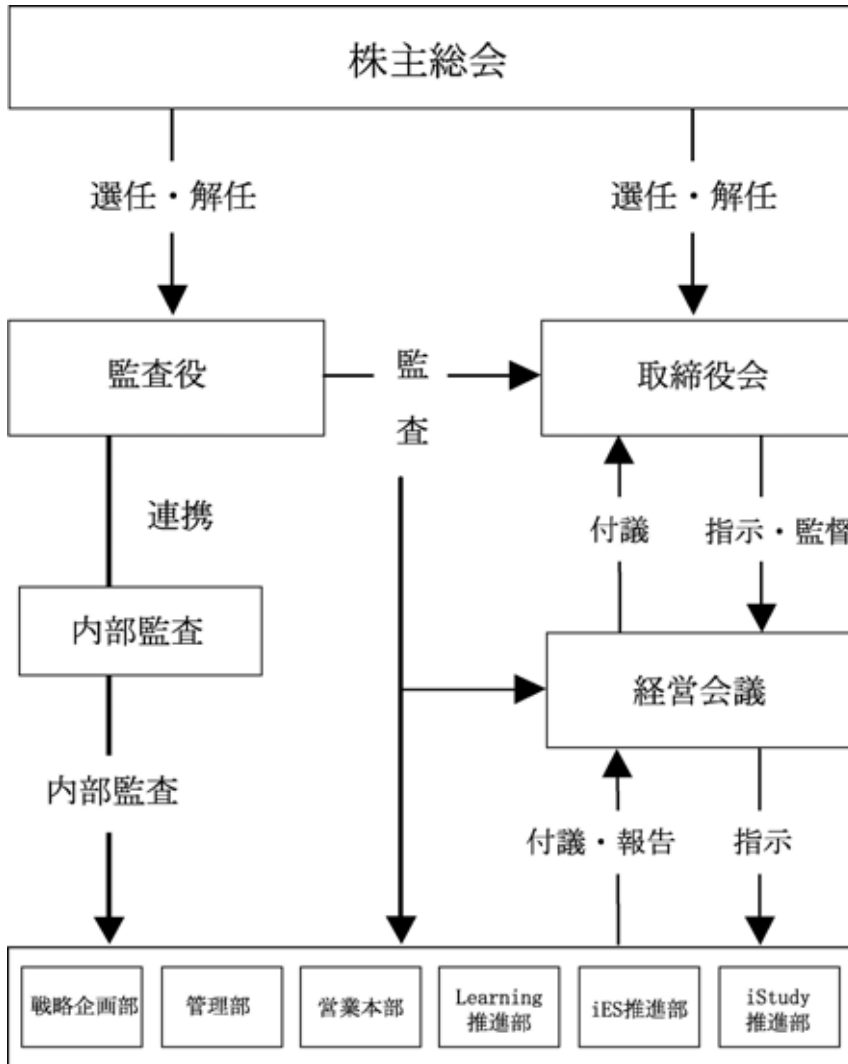 株主総会
選任・解任
選任・解任
監査役
監査
取締役会
連携
付議
指示・監督
内部監査
経営会議
内部監査
付議・報告
指示
戦略企画部
管理部
営業本部
Learning
推進部
iES推進部
iStudy
推進部